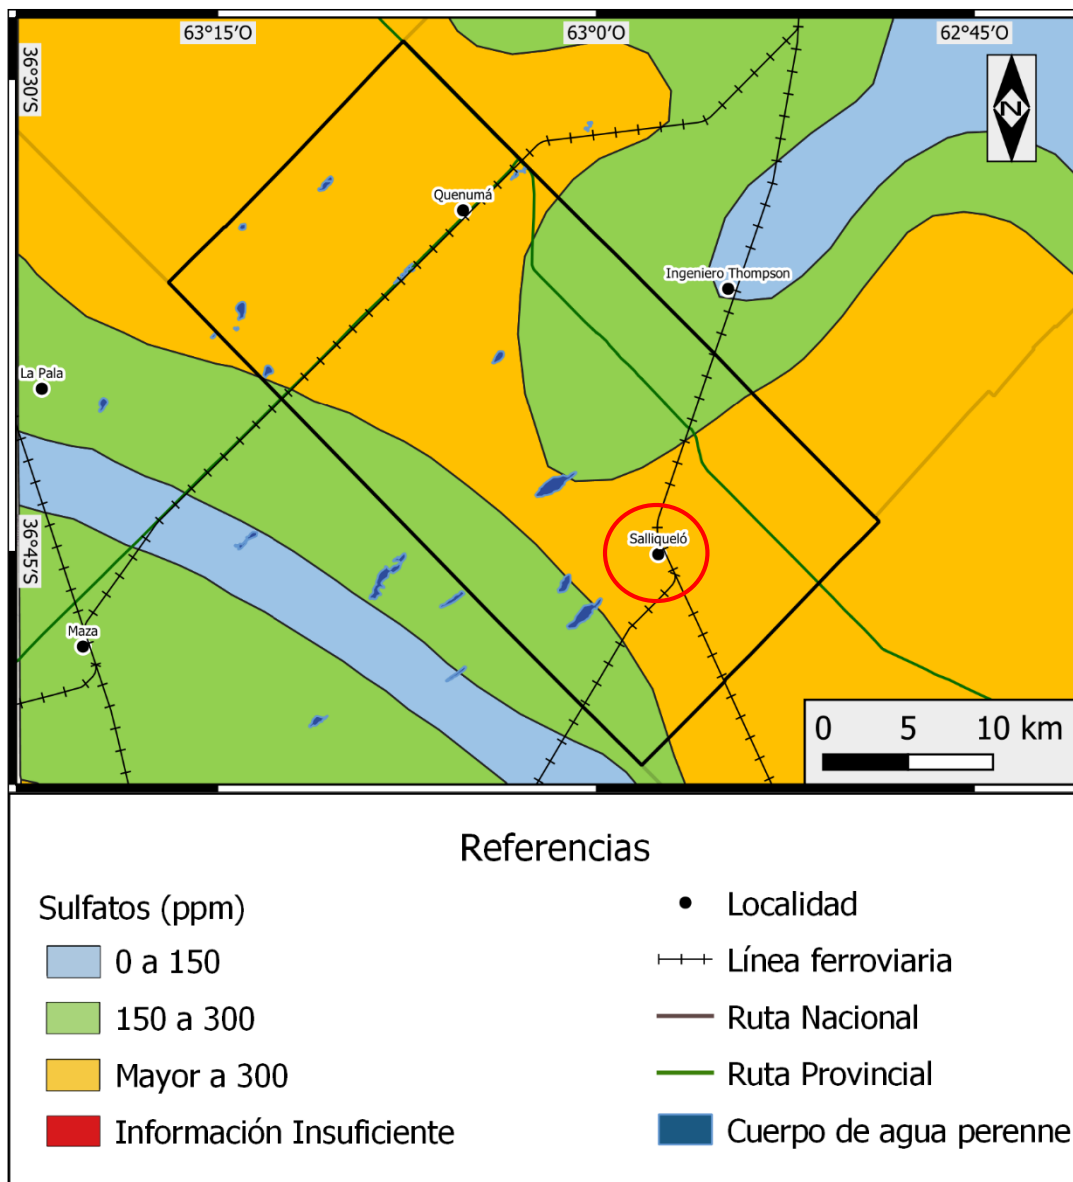 63°15'O
63°0'O
62°45'O
36°30'S
N
Quenumá
Ingeniero Thompson
La Pala
36°45'S
Salliqueló
Maza
0 5 10 km
Referencias
Sulfatos (ppm)
0 a 150
150 a 300
Mayor a 300
Información Insuficiente
Localidad
Línea ferroviaria
Ruta Nacional
Ruta Provincial
Cuerpo de agua perenne